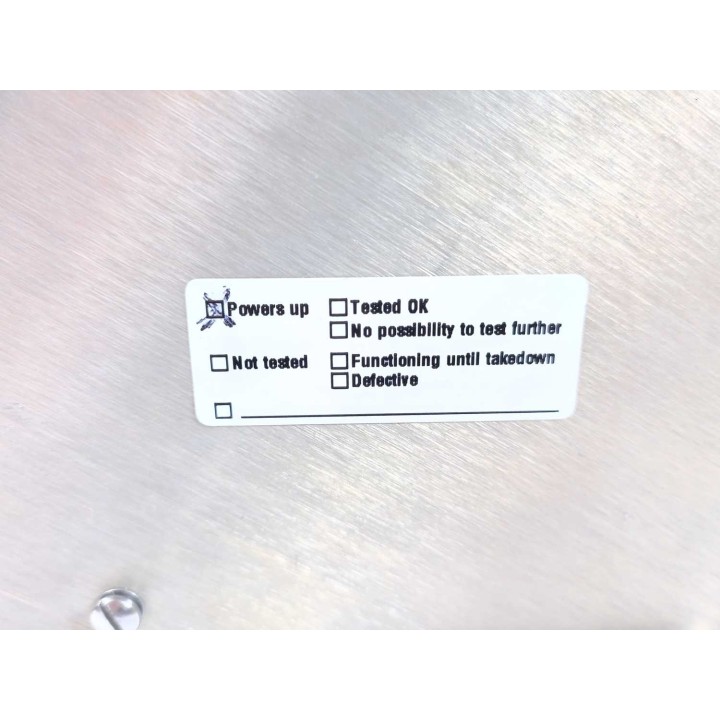 Powers up Tested OK
No possibility to test further
Not tested Functioning until takedown
Defective